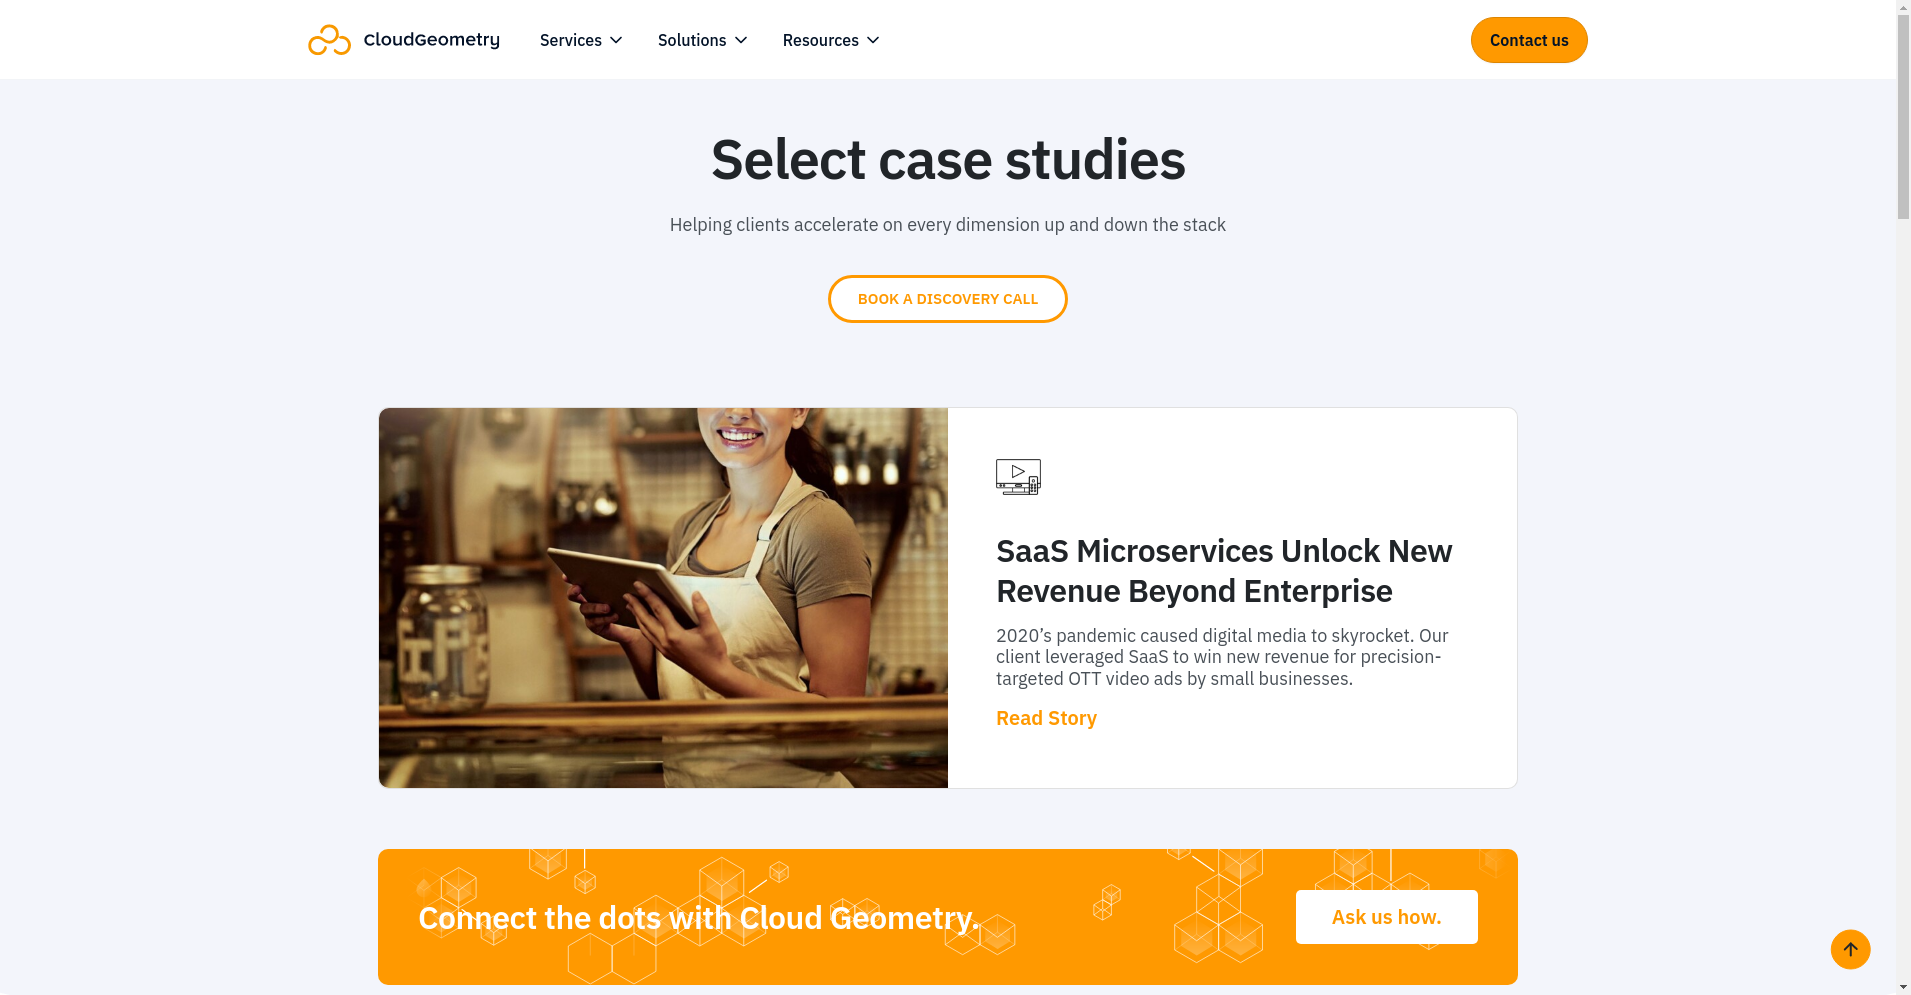 CloudGeometry
Services
Solutions
Resources
Contact us
Select case studies
Helping clients accelerate on every dimension up and down the stack
BOOK A DISCOVERY CALL
SaaS Microservices Unlock New
Revenue Beyond Enterprise
2020’s pandemic caused digital media to skyrocket. Our
client leveraged SaaS to win new revenue for precision-
targeted OTT video ads by small businesses.
Read Story
Connect the dots with Cloud Geometry.
Ask us how.